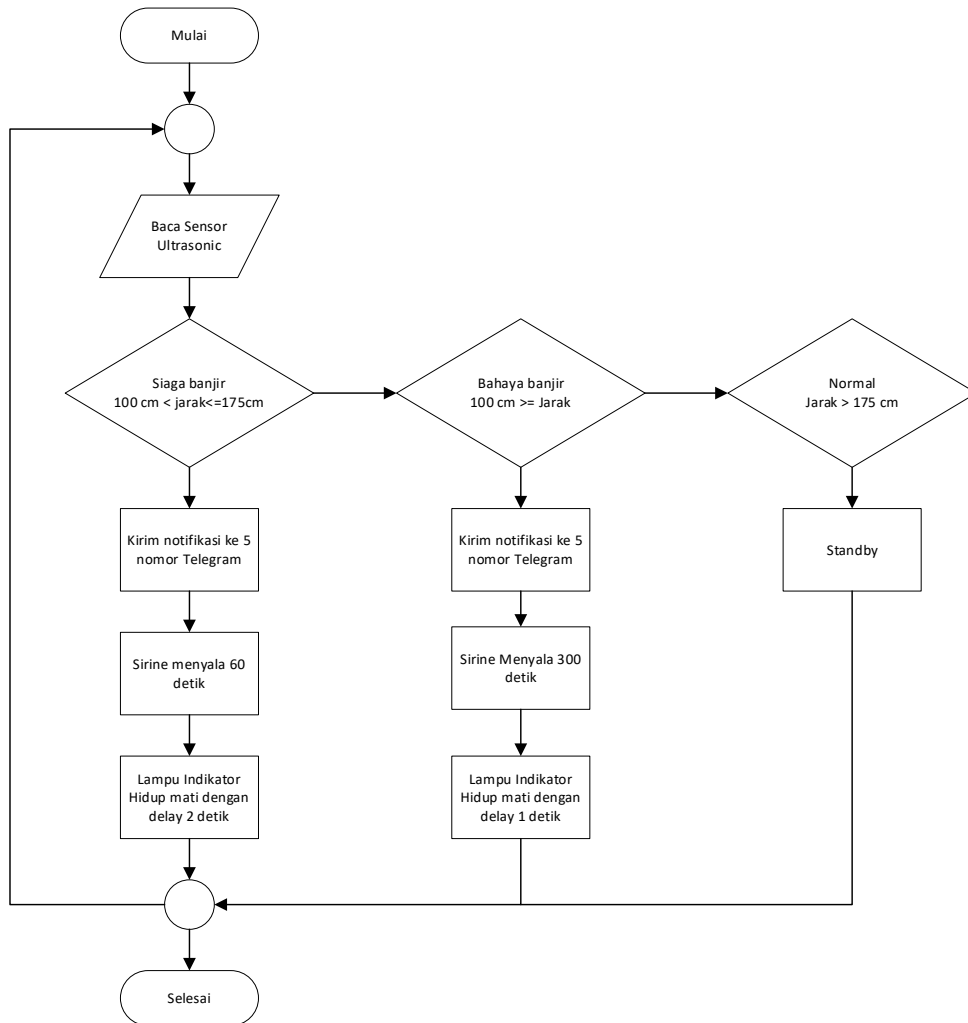 Mulai
Baca Sensor
Ultrasonic
Siaga banjir
100 cm < jarak<=175cm
Bahaya banjir
100 cm >= Jarak
Normal
Jarak > 175 cm
Kirim notifikasi ke 5
nomor Telegram
Kirim notifikasi ke 5
nomor Telegram
Standby
Sirine menyala 60
detik
Sirine Menyala 300
detik
Lampu Indikator
Hidup mati dengan
delay 2 detik
Lampu Indikator
Hidup mati dengan
delay 1 detik
Selesai